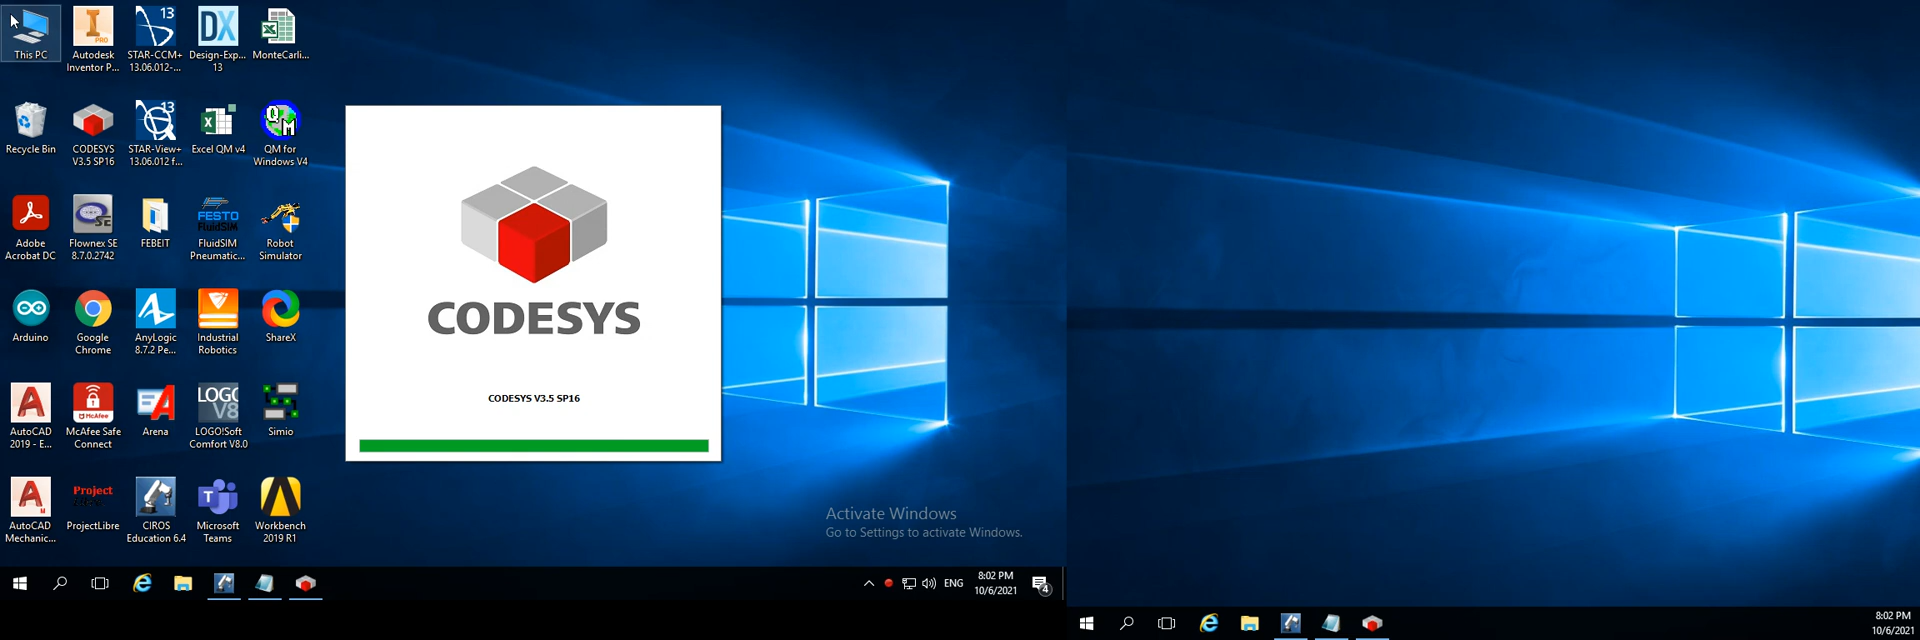 This PC
Autodesk
Inventor P...
STAR-CCM+
13.06.012-...
Design-Exp...
13
MonteCarli...
Recycle Bin
CODESYS
V3.5 SP16
STAR-View+
13.06.012 f...
Excel QM v4
QM for
Windows V4
Adobe
Acrobat DC
Flownex SE
8.7.0.2742
FEBEIT
FluidSIM
Pneumatic...
Robot
Simulator
Arduino
Google
Chrome
AnyLogic
8.7.2 Pe...
Industrial
Robotics
ShareX
AutoCAD
2019 - E...
McAfee Safe
Connect
Arena
LOGO!Soft
Comfort V8.0
Simio
AutoCAD
Mechanic...
ProjectLibre
CIROS
Education 6.4
Microsoft
Teams
Workbench
2019 R1
I
PRO
13
DX
13
Q
M
SE
FESTO
FluidSIM
McAfee
LOGO
V8
Project
T
CODESYS
CODESYS V3.5 SP16
Activate Windows
Go to Settings to activate Windows.
ENG
8:02 PM
10/6/2021
4
8:02 PM
10/6/2021